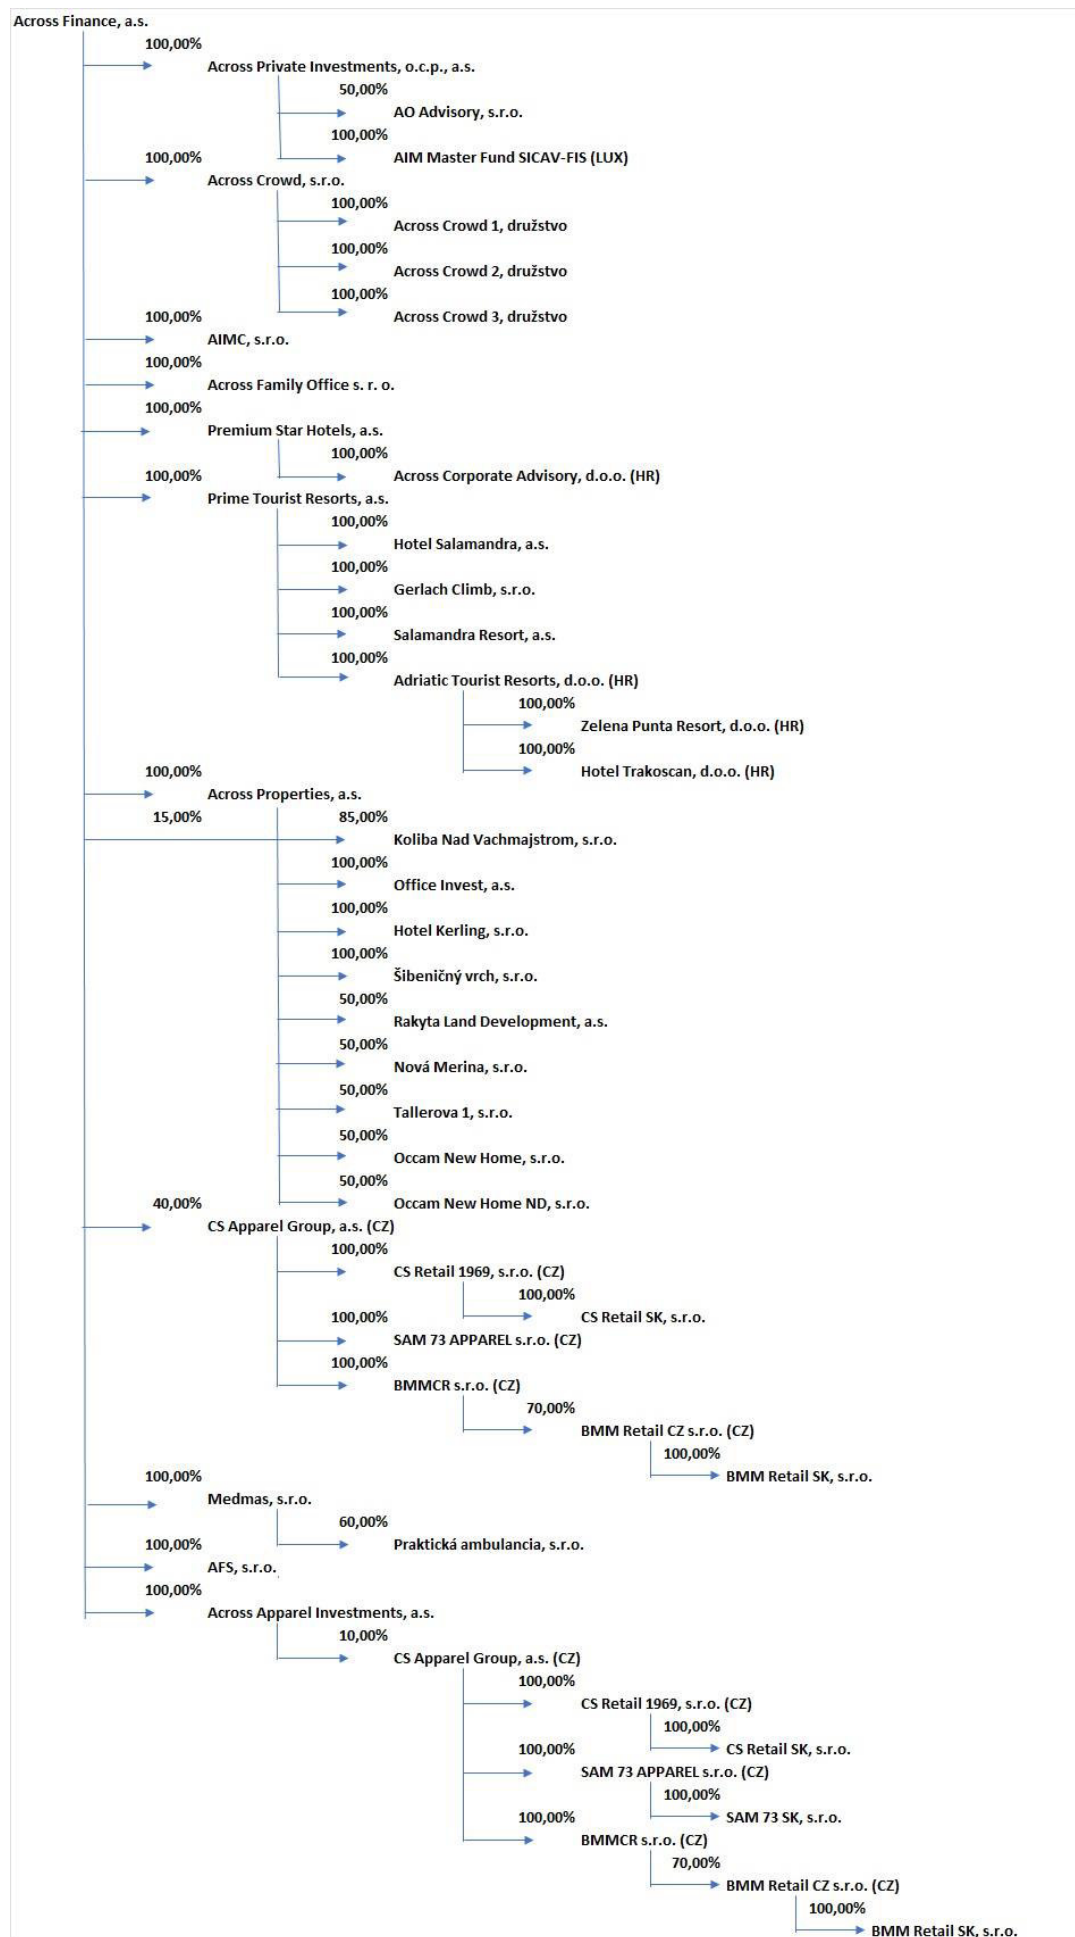 Across Finance, a.s.
100,00%
Across Private Investments, o.c.p., a.s.
50,00%
AO Advisory, s.r.o.
100,00%
AIM Master Fund SICAV-FIS (LUX)
100,00%
Across Crowd, s.r.o.
100,00%
Across Crowd 1, družstvo
100,00%
Across Crowd 2, družstvo
100,00%
Across Crowd 3, družstvo
100,00%
AIMC, s.r.o.
100,00%
Across Family Office s. r. o.
100,00%
Premium Star Hotels, a.s.
100,00%
Across Corporate Advisory, d.o.o. (HR)
100,00%
Prime Tourist Resorts, a.s.
100,00%
Hotel Salamandra, a.s.
100,00%
Gerlach Climb, s.r.o.
100,00%
Salamandra Resort, a.s.
100,00%
Adriatic Tourist Resorts, d.o.o. (HR)
100,00%
Zelena Punta Resort, d.o.o. (HR)
100,00%
Hotel Trakoscan, d.o.o. (HR)
100,00%
Across Properties, a.s.
15,00% 85,00%
Koliba Nad Vachmajstrom, s.r.o.
100,00%
Office Invest, a.s.
100,00%
Hotel Kerling, s.r.o.
100,00%
Šibeničný vrch, s.r.o.
50,00%
Rakyta Land Development, a.s.
50,00%
Nová Merina, s.r.o.
50,00%
Tallerova 1, s.r.o.
50,00%
Occam New Home, s.r.o.
50,00%
Occam New Home ND, s.r.o.
40,00%
CS Apparel Group, a.s. (CZ)
100,00%
CS Retail 1969, s.r.o. (CZ)
100,00%
CS Retail SK, s.r.o.
100,00%
SAM 73 APPAREL s.r.o. (CZ)
100,00%
BMMCR s.r.o. (CZ)
70,00%
BMM Retail CZ s.r.o. (CZ)
100,00%
BMM Retail SK, s.r.o.
100,00%
Medmas, s.r.o.
60,00%
Praktická ambulancia, s.r.o.
100,00%
AFS, s.r.o.
100,00%
Across Apparel Investments, a.s.
10,00%
CS Apparel Group, a.s. (CZ)
100,00%
CS Retail 1969, s.r.o. (CZ)
100,00%
CS Retail SK, s.r.o.
100,00%
SAM 73 APPAREL s.r.o. (CZ)
100,00%
SAM 73 SK, s.r.o.
100,00%
BMMCR s.r.o. (CZ)
70,00%
BMM Retail CZ s.r.o. (CZ)
100,00%
BMM Retail SK, s.r.o.